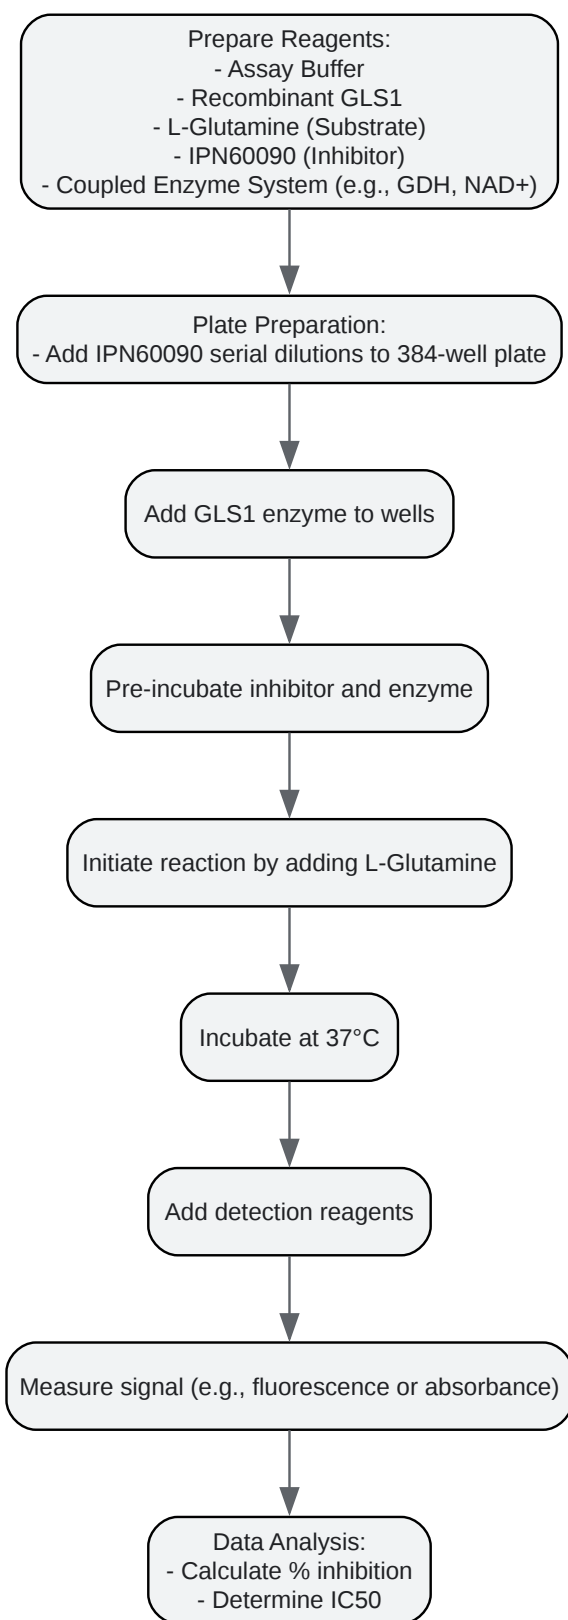 Prepare Reagents:
- Assay Buffer
- Recombinant GLS1
- L-Glutamine (Substrate)
- IPN60090 (Inhibitor)
- Coupled Enzyme System (e.g., GDH, NAD+)
Plate Preparation:
- Add IPN60090 serial dilutions to 384-well plate
Add GLS1 enzyme to wells
Pre-incubate inhibitor and enzyme
Initiate reaction by adding L-Glutamine
Incubate at 37°C
Add detection reagents
Measure signal (e.g., fluorescence or absorbance)
Data Analysis:
- Calculate % inhibition
- Determine IC50